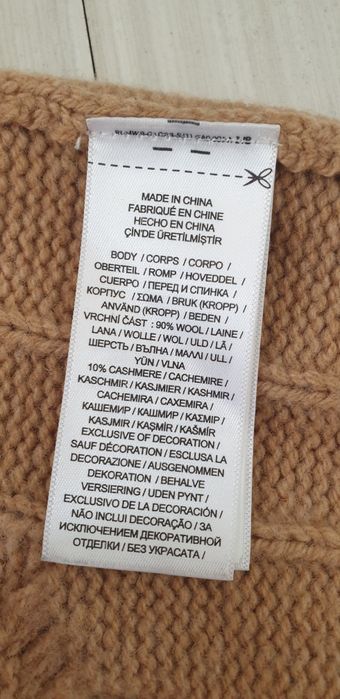 MADE IN CHINA
FABRIQUÉ EN CHINE
HECHO EN CHINA
ÇİN'DE ÜRETİLMİŞTİR
BODY / CORPS / CORPO /
OBERTEIL / ROMP / HOVEDDEL /
CUERPO / ПЕРЕД И СПИНКА /
КОРПУС / ΣΩΜΑ / BRUK (KROPP) /
ANVÄND (KROPP) / BEDEN /
VRCHNÍ ČÁST : 90% WOOL / LAINE /
LANA / WOLLE / WOL / ULD / LÃ /
ШЕРСТЬ / ВЪЛНА / ΜΑΛΛΙ / ULL /
YÜN / VLNA
10% CASHMERE / CACHEMIRE /
KASCHMIR / KASJMIER / KASHMIR /
CACHEMIRA / CAXEMIRA /
КАШЕМИР / КАШМИР / ΚΑΣΜΙΡ /
KASJMIR / KAŞMİR / KAŠMÍR
EXCLUSIVE OF DECORATION /
SAUF DÉCORATION / ESCLUSA LA
DECORAZIONE / AUSGENOMMEN
DEKORATION / BEHALVE
VERSIERING / UDEN PYNT /
EXCLUSIVO DE LA DECORACIÓN /
NÃO INCLUI DECORAÇÃO / ЗА
ИСКЛЮЧЕНИЕМ ДЕКОРАТИВНОЙ
ОТДЕЛКИ / БЕЗ УКРАСАТА /